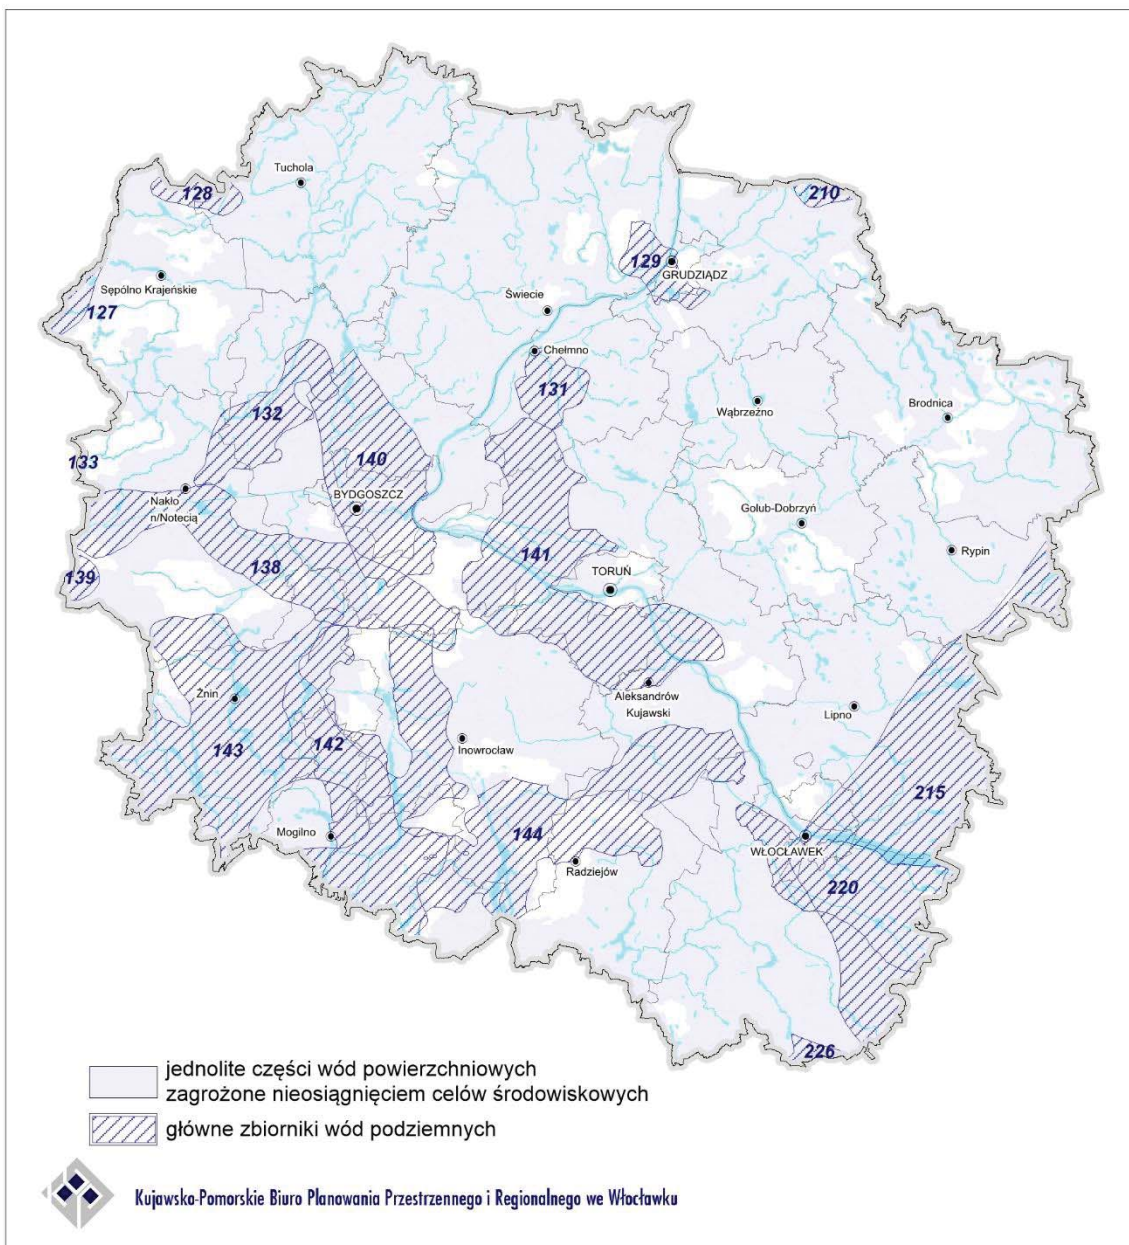 Tuchola
128
210
129
GRUDZIĄDZ
Sępólno Krajeńskie
127
Świecie
Chełmno
131
132
Wąbrzeźno
Brodnica
133
140
Nakło
n/Notecią
BYDGOSZCZ
Golub-Dobrzyń
Rypin
141
138
139
TORUŃ
Żnin
Aleksandrów
Kujawski
Lipno
143
142
Inowrocław
215
Mogilno
144
Radziejów
WŁOCŁAWEK
220
226
jednolite części wód powierzchniowych
zagrożone nieosiągnięciem celów środowiskowych
główne zbiorniki wód podziemnych
Kujawsko-Pomorskie Biuro Planowania Przestrzennego i Regionalnego we Włocławku